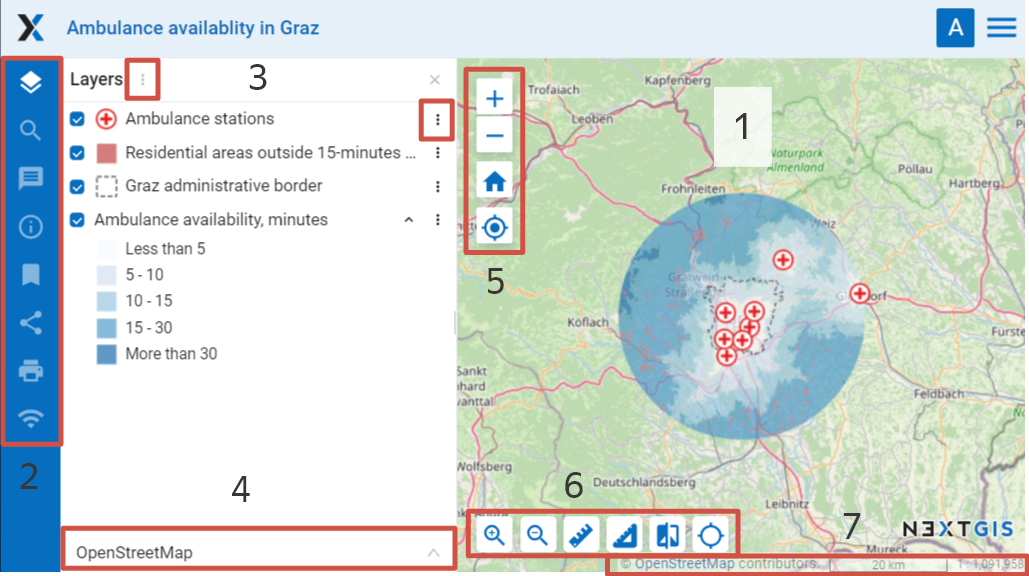 Ambulance availablity in Graz
A
Layers
3
Ambulance stations
Residential areas outside 15-minutes ...
Graz administrative border
Ambulance availability, minutes
Less than 5
5 - 10
10 - 15
15 - 30
More than 30
2
4
OpenStreetMap
1
5
6
7
Trofaiach
Kapfenberg
Leoben
Naturpark
Almenland
Pöllau
Hartberg
Frohnleiten
Weiz
Gratwein-
Köflach
Sankt
Wolfsberg
Feldbach
Deutschlandsberg
Leibnitz
Mureck
NEXTGIS
© OpenStreetMap contributors.
20 km
1 : 1,091,958